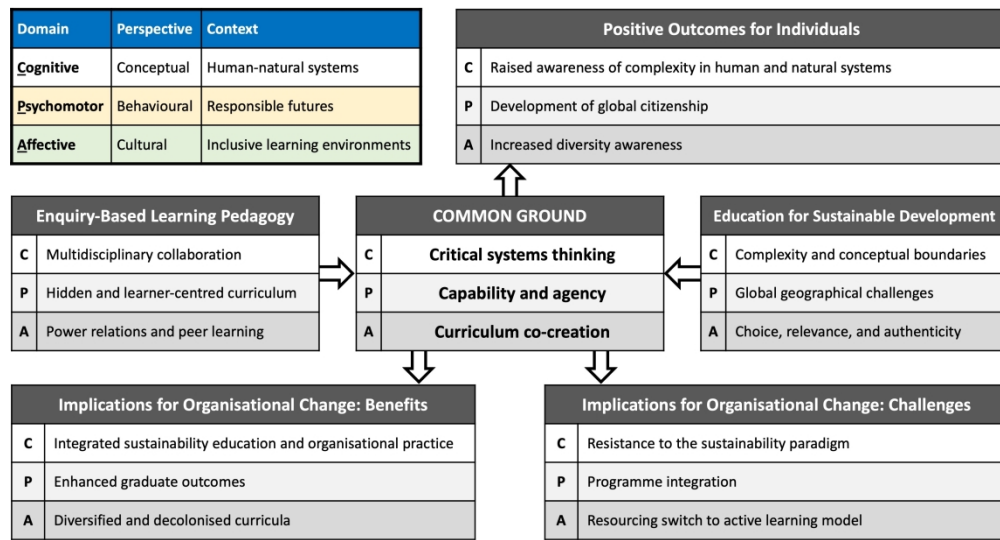 Domain Perspective Context
Cognitive Conceptual Human-natural systems
Psychomotor Behavioural Responsible futures
Affective Cultural Inclusive learning environments
Positive Outcomes for Individuals
C Raised awareness of complexity in human and natural systems
P Development of global citizenship
A Increased diversity awareness
Enquiry-Based Learning Pedagogy
C Multidisciplinary collaboration
P Hidden and learner-centred curriculum
A Power relations and peer learning
COMMON GROUND
C Critical systems thinking
P Capability and agency
A Curriculum co-creation
Education for Sustainable Development
C Complexity and conceptual boundaries
P Global geographical challenges
A Choice, relevance, and authenticity
Implications for Organisational Change: Benefits
C Integrated sustainability education and organisational practice
P Enhanced graduate outcomes
A Diversified and decolonised curricula
Implications for Organisational Change: Challenges
C Resistance to the sustainability paradigm
P Programme integration
A Resourcing switch to active learning model